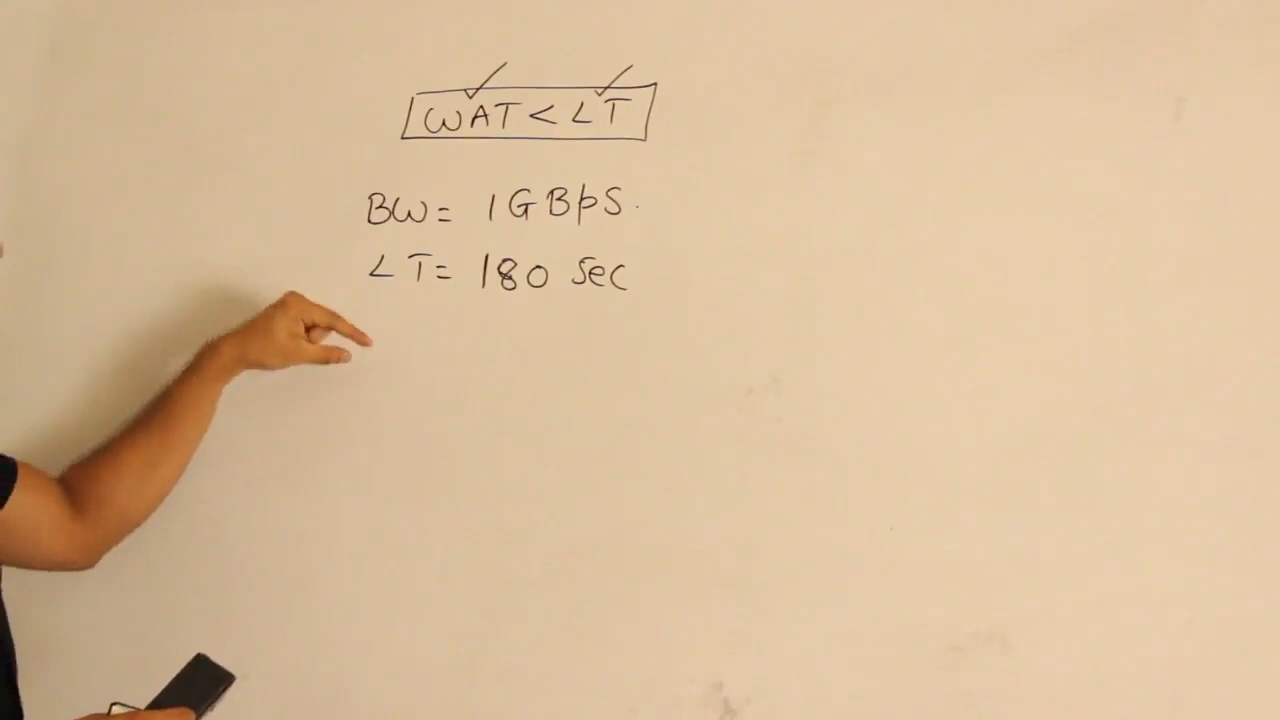 WAT < LT
BW = 1GBpS.
LT = 180 Sec